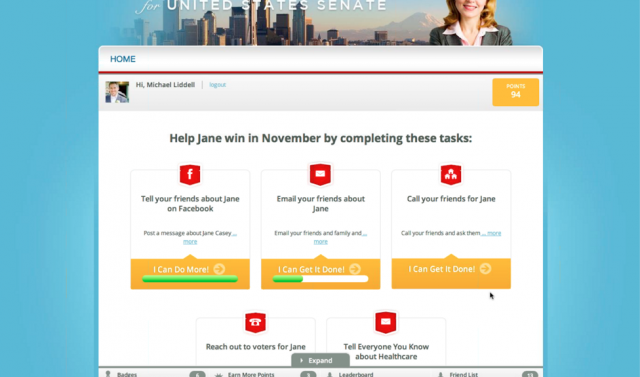 for UNITED STATES SENATE
HOME
Hi, Michael Liddell
logout
POINTS
94
Help Jane win in November by completing these tasks:
Tell your friends about Jane
on Facebook
Post a message about Jane Casey ...
more
I Can Do More!
Email your friends about
Jane
Email your friends and family and ...
more
I Can Get It Done!
Call your friends for Jane
Call your friends and ask them ... more
I Can Get It Done!
Reach out to voters for Jane
Tell Everyone You Know
about Healthcare
Expand
Badges
Earn More Points
Leaderboard
Friend List